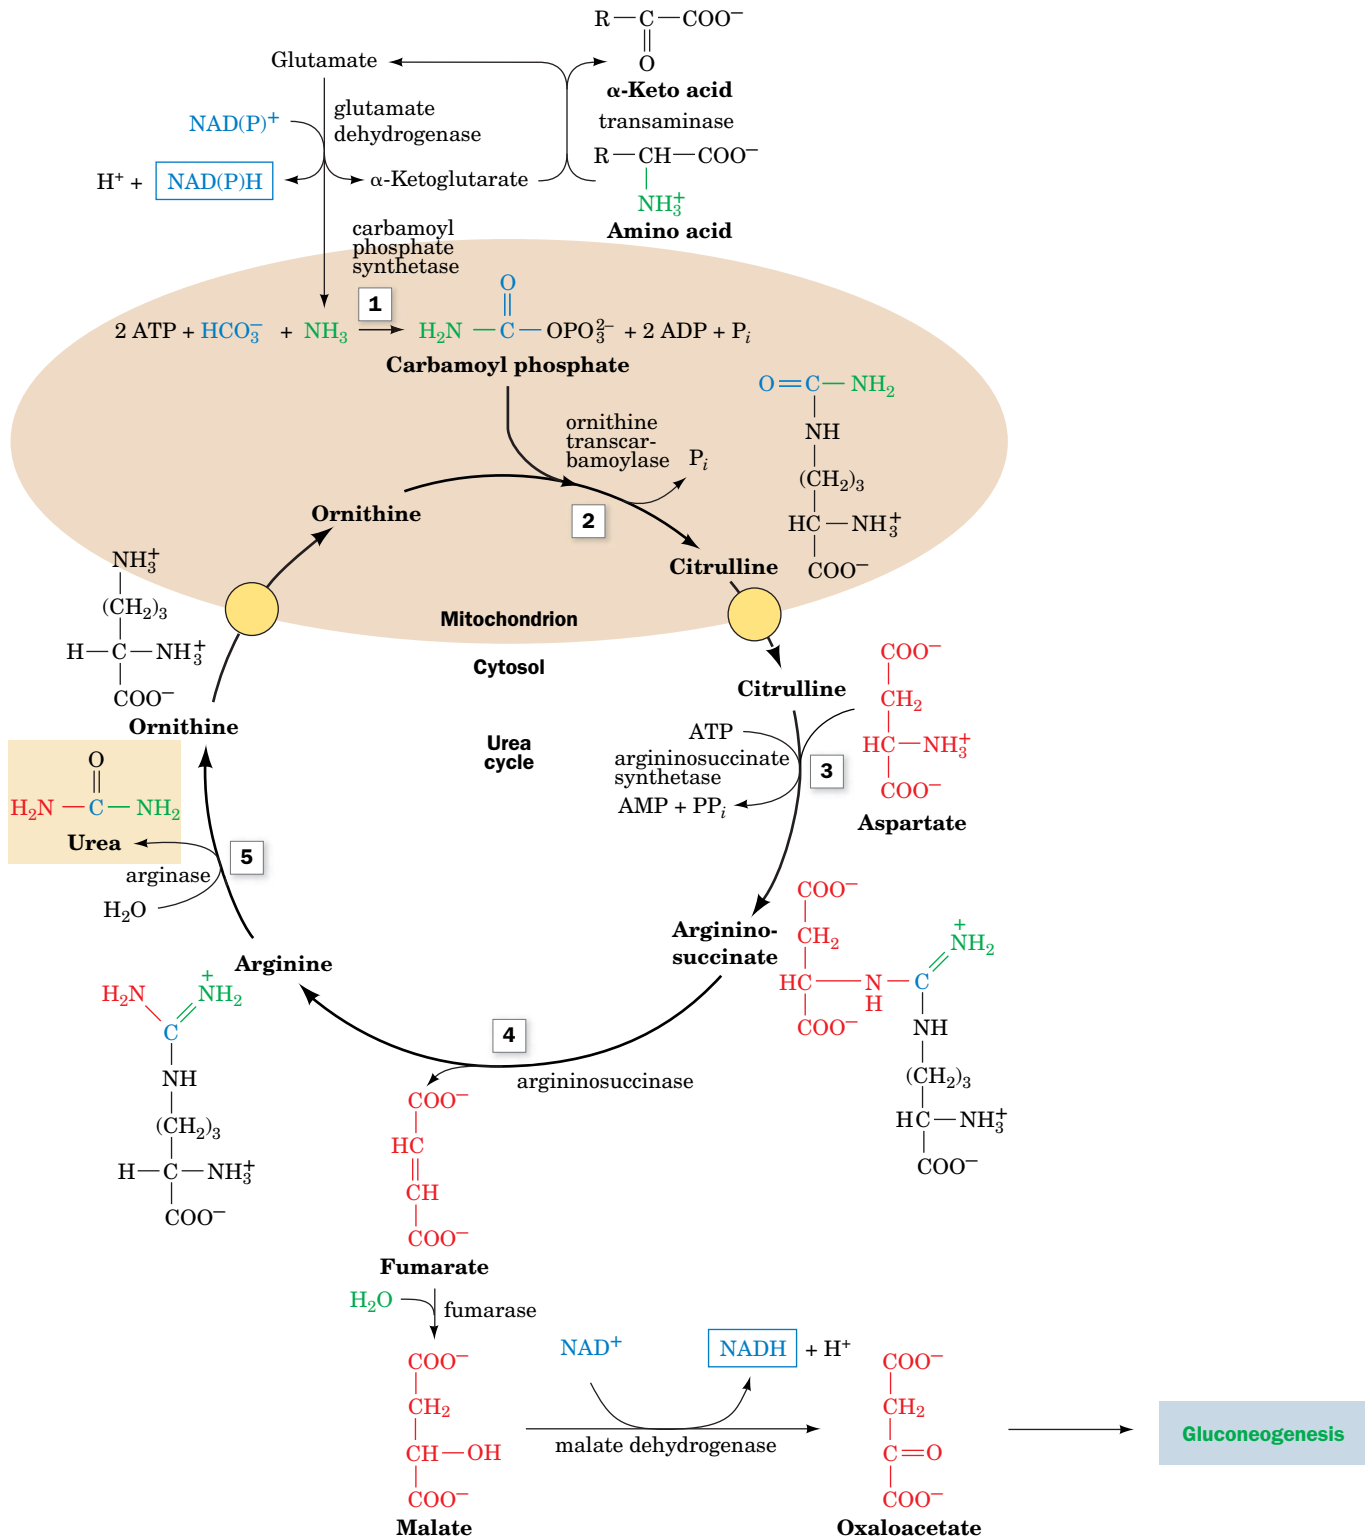 R—C—COO⁻
O
α-Keto acid
Glutamate
transaminase
NAD(P)⁺
glutamate
dehydrogenase
H⁺ + NAD(P)H
α-Ketoglutarate
R—CH—COO⁻
NH₃⁺
Amino acid
carbamoyl
phosphate
synthetase
1
O
2 ATP + HCO₃⁻ + NH₃ → H₂N—C—OPO₃²⁻ + 2 ADP + Pᵢ
Carbamoyl phosphate
O=C—NH₂
NH
(CH₂)₃
HC—NH₃⁺
COO⁻
ornithine
transcar-
bamoylase
Pᵢ
2
Ornithine
Citrulline
Mitochondrion
Cytosol
NH₃⁺
(CH₂)₃
H—C—NH₃⁺
COO⁻
Ornithine
Urea
cycle
Citrulline
ATP
argininosuccinate
synthetase
AMP + PPᵢ
3
COO⁻
CH₂
HC—NH₃⁺
COO⁻
Aspartate
O
H₂N—C—NH₂
Urea
5
arginase
H₂O
Arginino-
succinate
COO⁻
CH₂
HC—N—C=NH₂
H
+
COO⁻
NH
(CH₂)₃
HC—NH₃⁺
COO⁻
Arginine
+
H₂N NH₂
C
NH
(CH₂)₃
H—C—NH₃⁺
COO⁻
4
argininosuccinase
COO⁻
HC
CH
COO⁻
Fumarate
H₂O
fumarase
COO⁻
CH₂
CH—OH
COO⁻
Malate
NAD⁺
NADH + H⁺
malate dehydrogenase
COO⁻
CH₂
C=O
COO⁻
Oxaloacetate
Gluconeogenesis